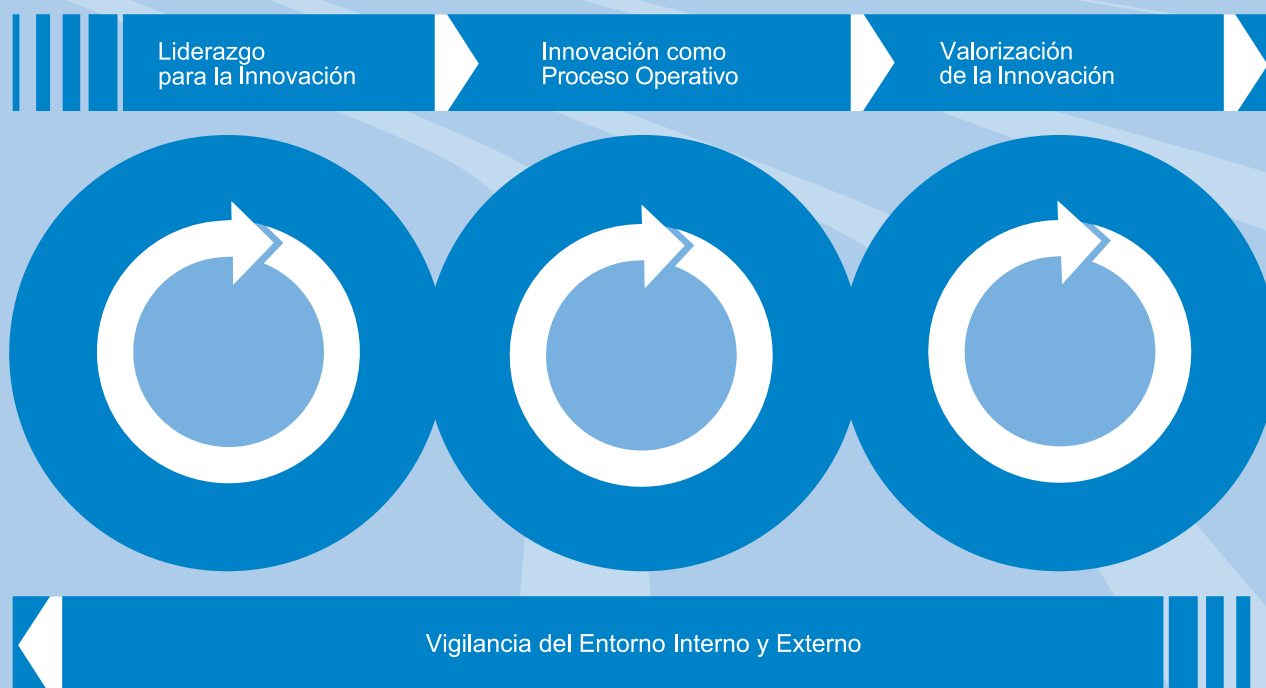 Liderazgo
para la Innovación
Innovación como
Proceso Operativo
Valorización
de la Innovación
Vigilancia del Entorno Interno y Externo